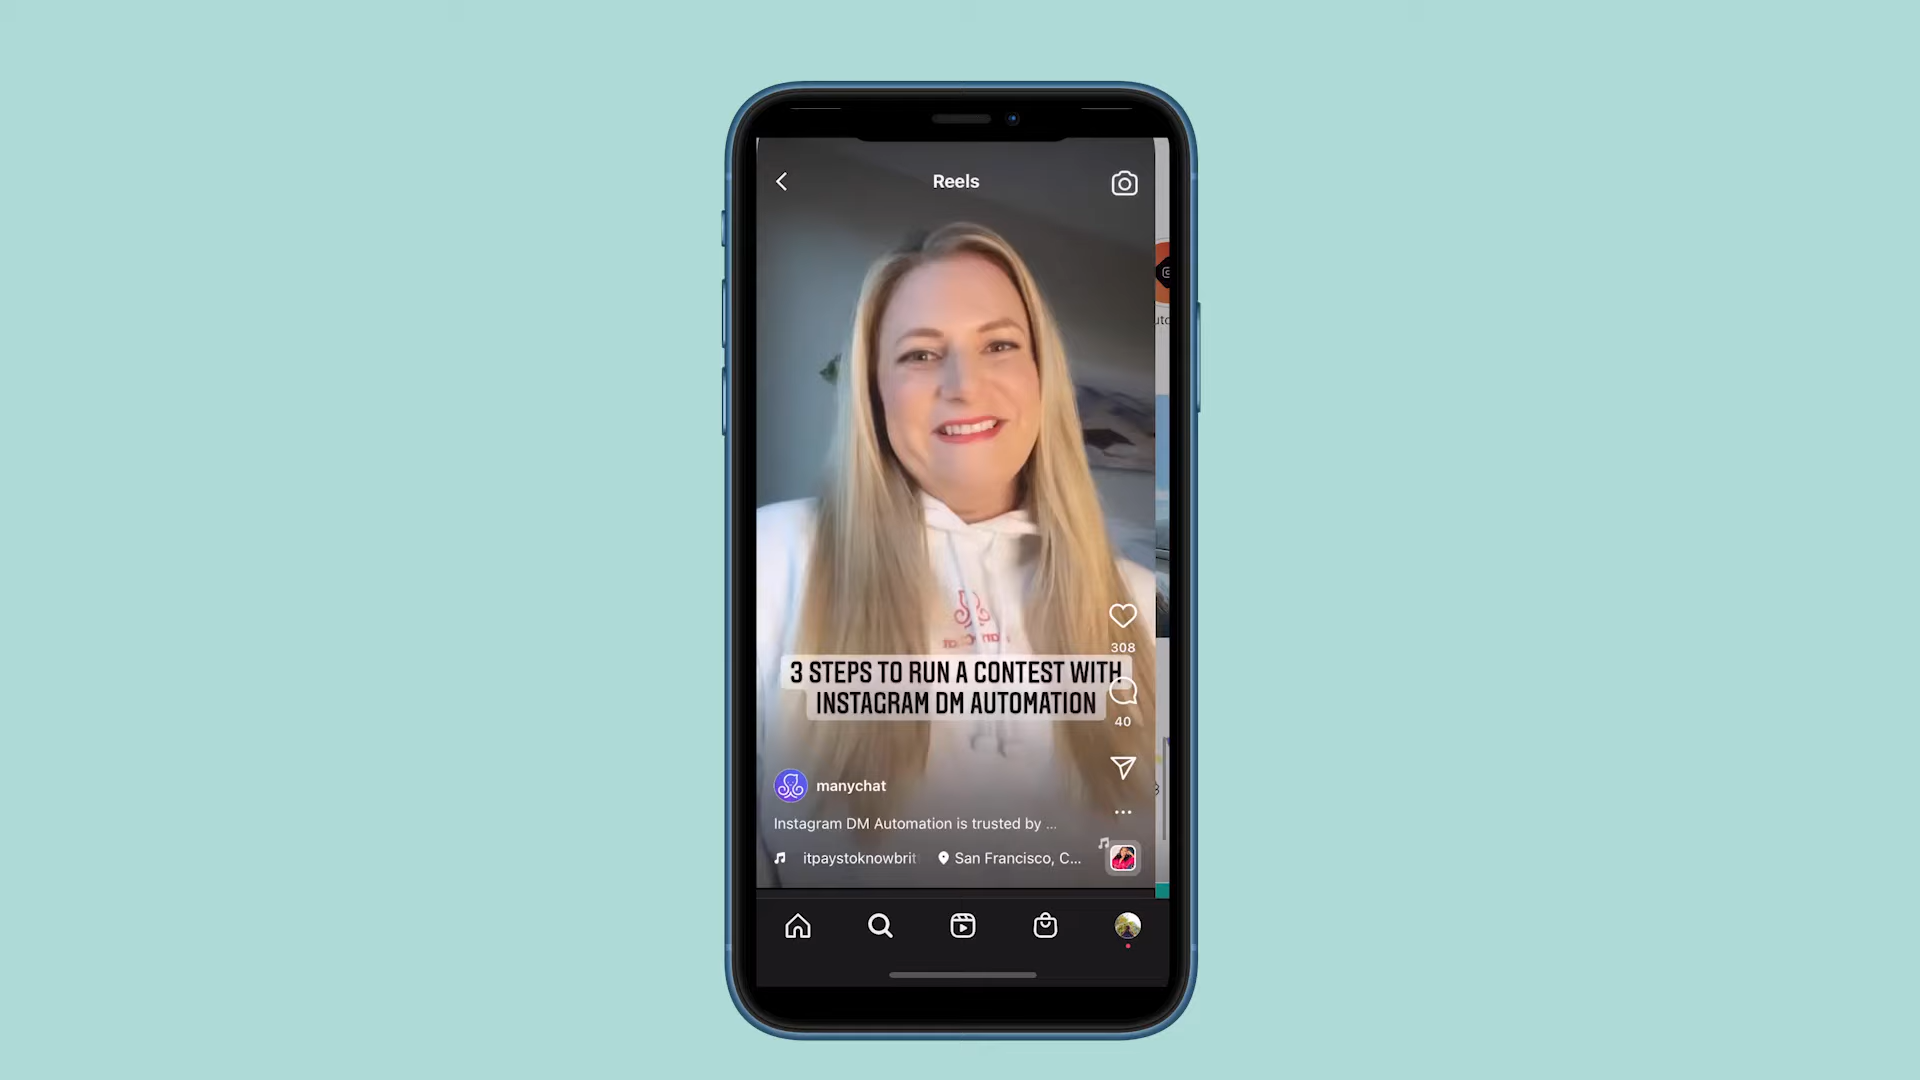 Reels
308
3 STEPS TO RUN A CONTEST WITH
INSTAGRAM DM AUTOMATION
40
manychat
Instagram DM Automation is trusted by ...
itpaystoknowbrit
San Francisco, C...